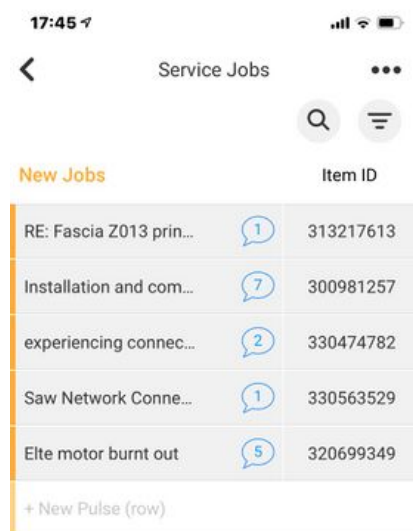 17:45
Service Jobs
New Jobs Item ID
RE: Fascia Z013 prin... 1 313217613
Installation and com... 7 300981257
experiencing connec... 2 330474782
Saw Network Conne... 1 330563529
Elte motor burnt out 5 320699349
+ New Pulse (row)